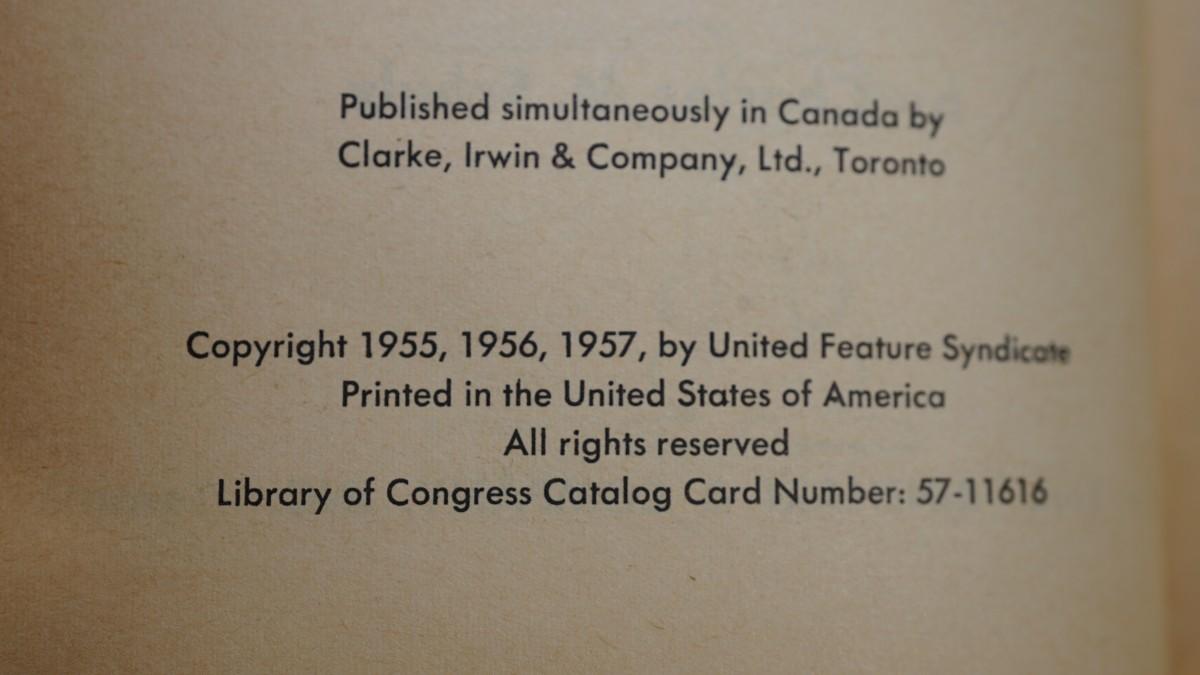 Published simultaneously in Canada by
Clarke, Irwin & Company, Ltd., Toronto
Copyright 1955, 1956, 1957, by United Feature Syndicate
Printed in the United States of America
All rights reserved
Library of Congress Catalog Card Number: 57-11616